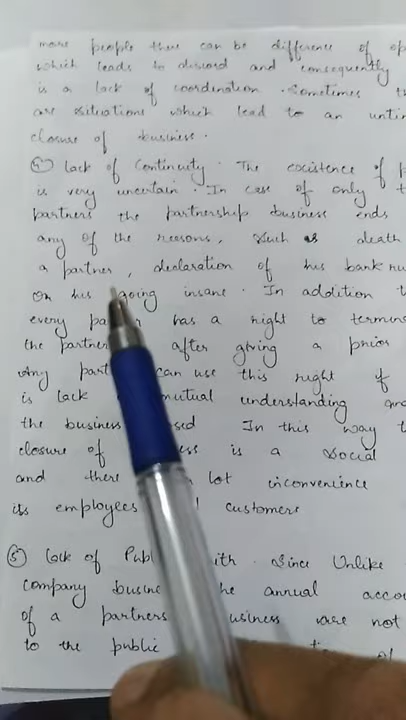 more people there can be difference of op
which leads to discord and consequently
is a lack of coordination. Sometimes th
are situations which lead to an untim
closure of business.
④ Lack of Continuity. The existence of p
is very uncertain. In case of only t
partners the partnership business ends
any of the reasons, such as death
a partner, declaration of his bank
on his going insane. In addition t
every has a right to termin
the partner after giving a prior
Any part can use this right if
is lack mutual understanding
the business In this way t
closure of is a social
and there lot inconvenience
its employees customers
⑤ Lack of Publ ith. Since Unlike
company busine he annual acco
of a partners usiness are not
to the public of